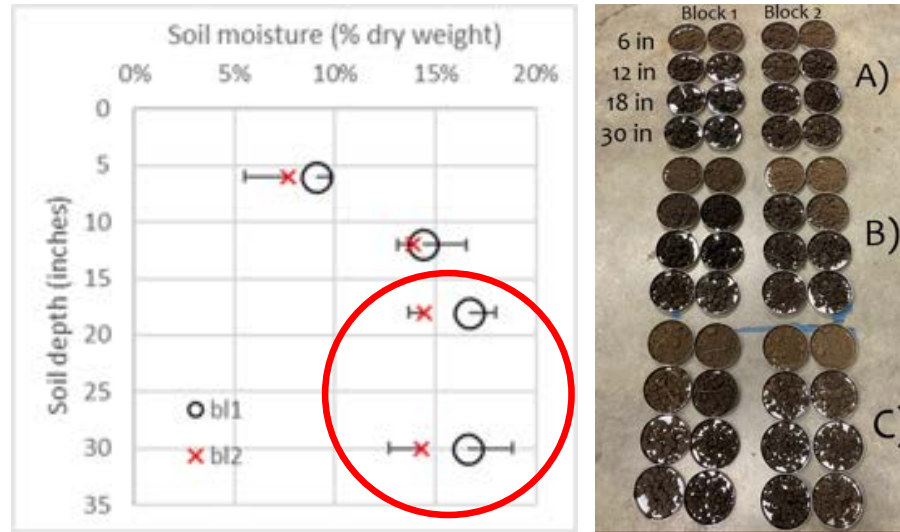 Soil moisture (% dry weight)
0% 5% 10% 15% 20%
Soil depth (inches)
0
5
10
15
20
25
30
35
bl1
bl2
Block 1 Block 2
6 in
12 in
18 in
30 in
A)
B)
C)